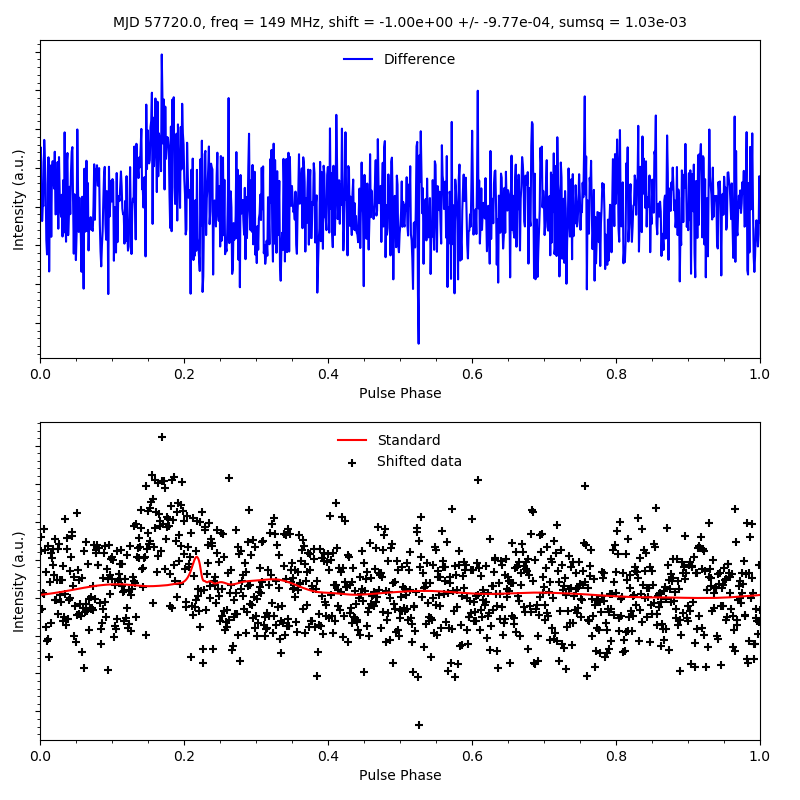 MJD 57720.0, freq = 149 MHz, shift = -1.00e+00 +/- -9.77e-04, sumsq = 1.03e-03
Difference
Intensity (a.u.)
0.0 0.2 0.4 0.6 0.8 1.0
Pulse Phase
Standard
Shifted data
Intensity (a.u.)
0.0 0.2 0.4 0.6 0.8 1.0
Pulse Phase